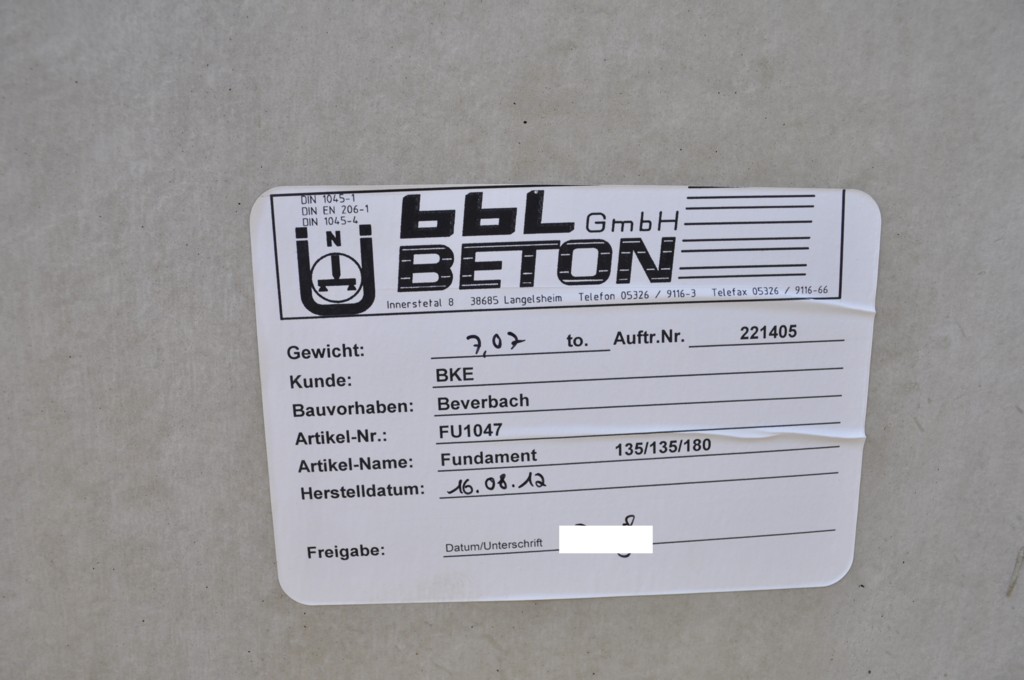 DIN 1045-1
DIN EN 206-1
DIN 1045-4
N
bbL GmbH
BETON
Innerstetal 8 38685 Langelsheim Telefon 05326 / 9116-3 Telefax 05326 / 9116-66
Gewicht: 7,07 to. Auftr.Nr. 221405
Kunde: BKE
Bauvorhaben: Beverbach
Artikel-Nr.: FU1047
Artikel-Name: Fundament 135/135/180
Herstelldatum: 16.08.12
Freigabe: Datum/Unterschrift